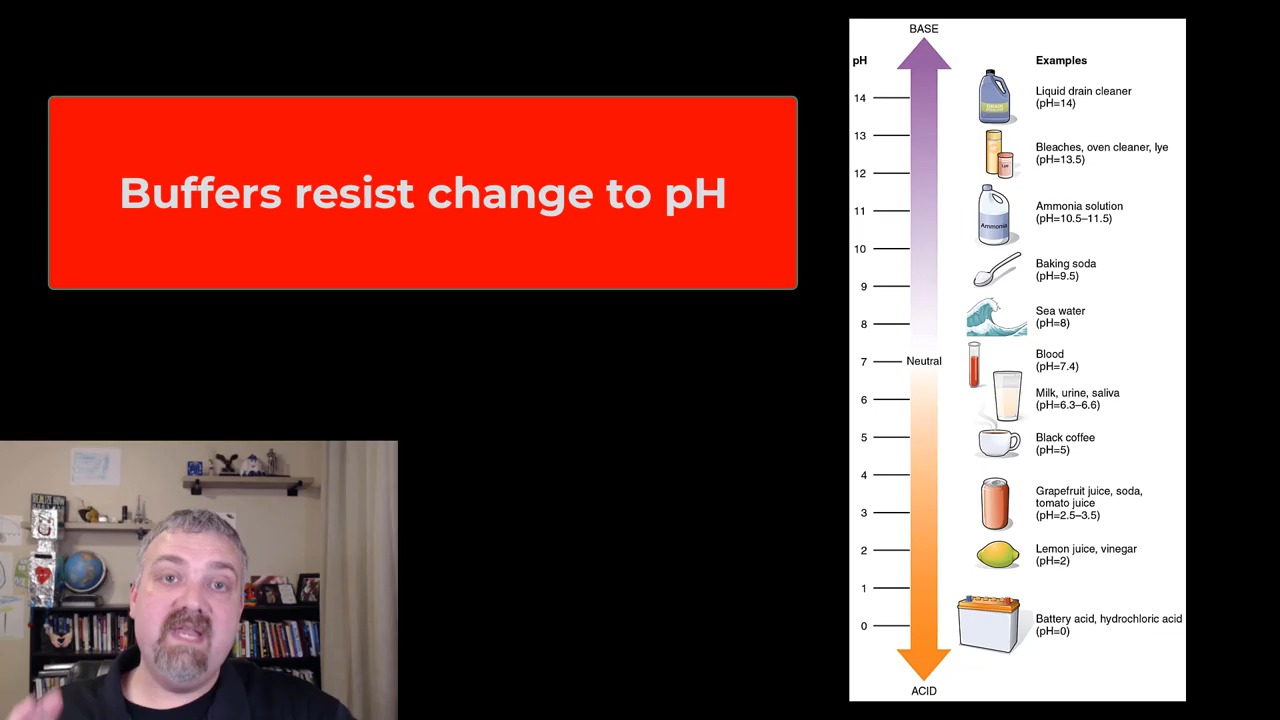 Buffers resist change to pH
BASE
pH
Examples
14
Liquid drain cleaner
(pH=14)
13
Bleaches, oven cleaner, lye
(pH=13.5)
12
Lye
11
Ammonia solution
(pH=10.5–11.5)
Ammonia
10
Baking soda
(pH=9.5)
9
Sea water
(pH=8)
8
7
Neutral
Blood
(pH=7.4)
6
Milk, urine, saliva
(pH=6.3–6.6)
5
Black coffee
(pH=5)
4
Grapefruit juice, soda,
tomato juice
(pH=2.5–3.5)
3
2
Lemon juice, vinegar
(pH=2)
1
0
Battery acid, hydrochloric acid
(pH=0)
ACID